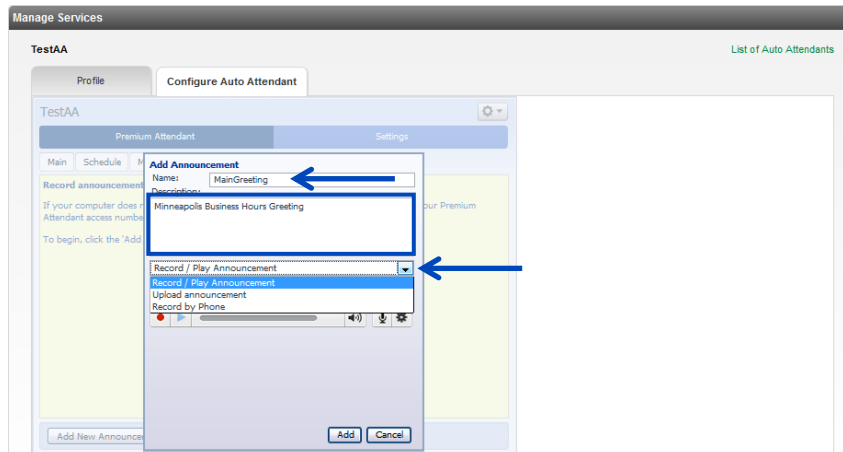 Manage Services
TestAA
List of Auto Attendants
Profile
Configure Auto Attendant
TestAA
Premium Attendant
Settings
Main
Schedule
Add Announcement
Name:
MainGreeting
Description:
Record announcement
Minneapolis Business Hours Greeting
If your computer does
our Premium
Attendant access
To begin, click the 'Add
Record / Play Announcement
Record / Play Announcement
Upload announcement
Record by Phone
Add New
Add
Cancel